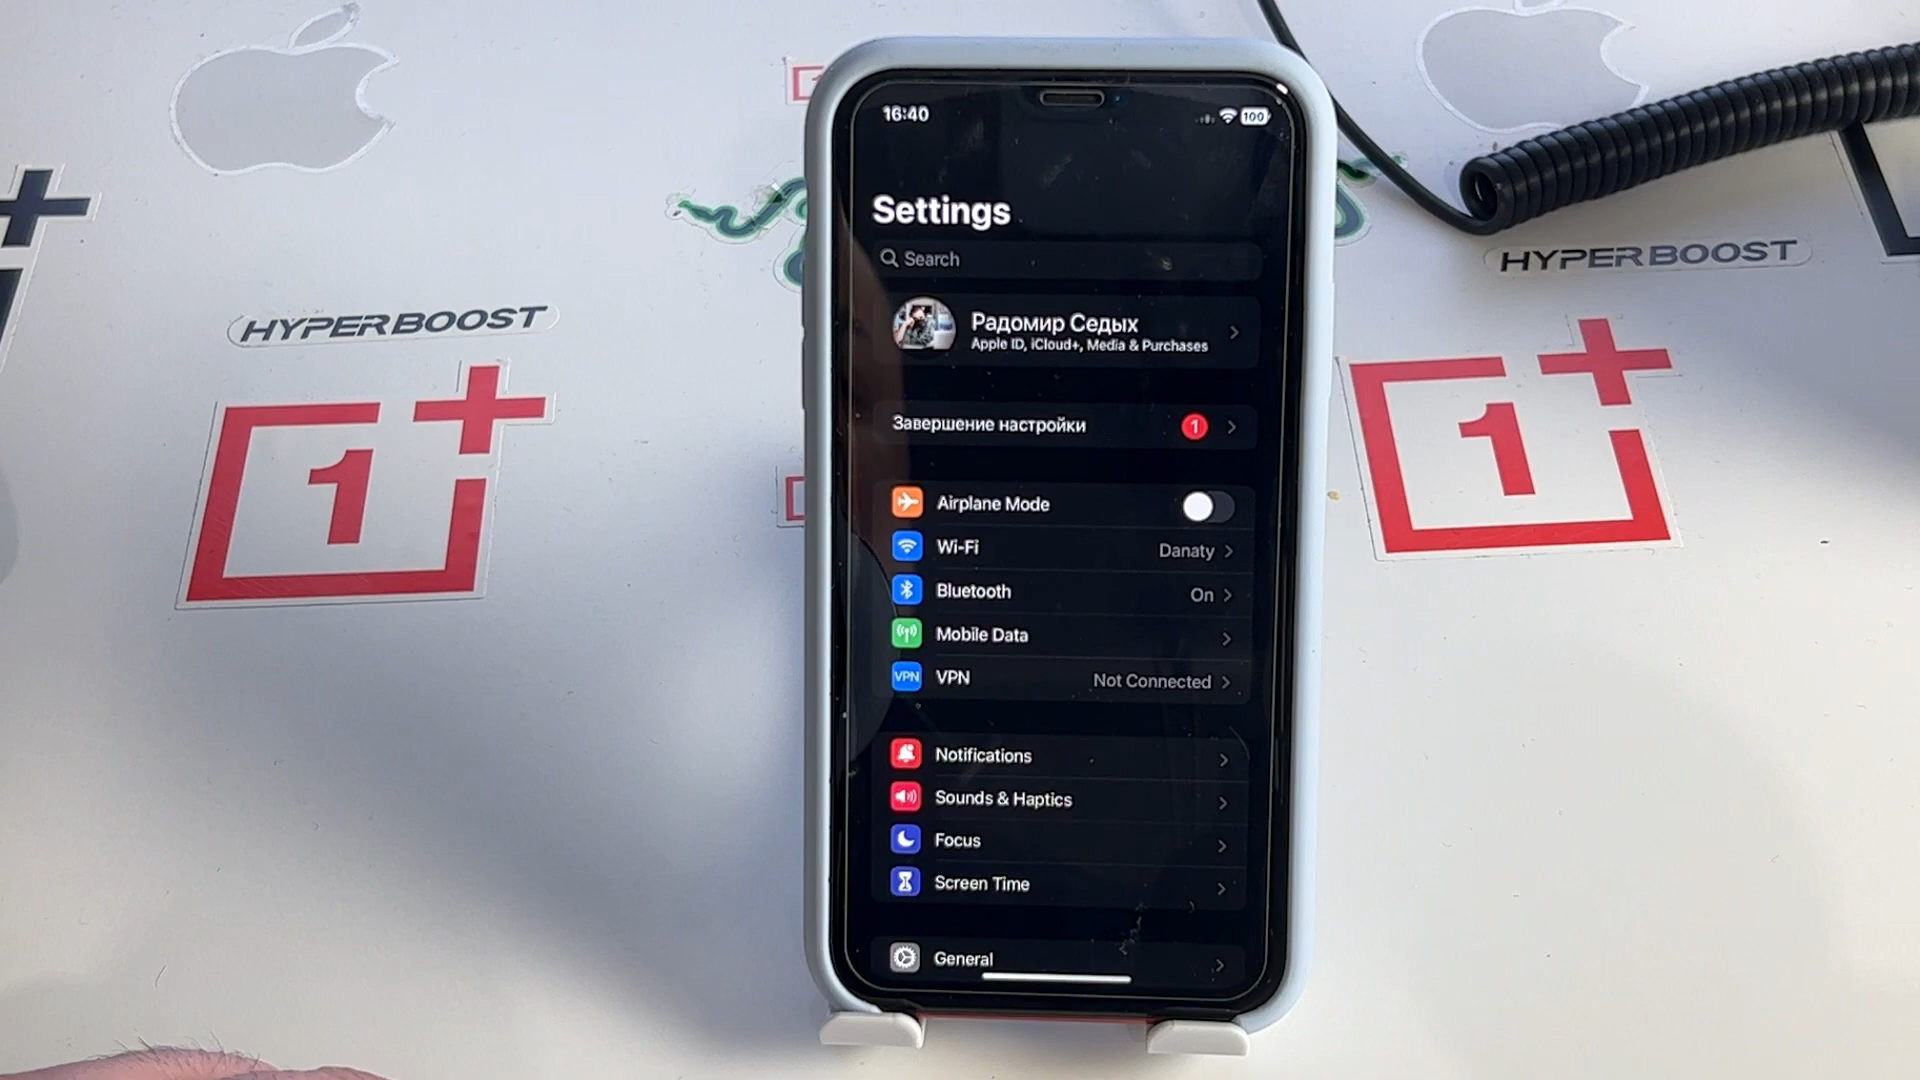 16:40
100
Settings
Search
Радомир Седых
Apple ID, iCloud+, Media & Purchases
Завершение настройки
1
Airplane Mode
Wi-Fi
Danaty
Bluetooth
On
Mobile Data
VPN
VPN
Not Connected
Notifications
Sounds & Haptics
Focus
Screen Time
General
HYPERBOOST
1+
HYPERBOOST
1+